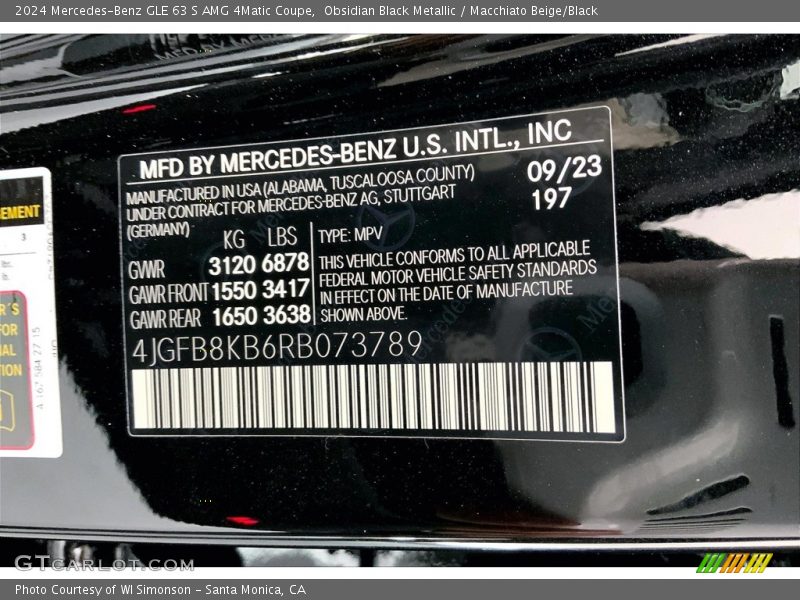 2024 Mercedes-Benz GLE 63 S AMG 4Matic Coupe, Obsidian Black Metallic / Macchiato Beige/Black
MFD BY MERCEDES-BENZ U.S. INTL., INC
MANUFACTURED IN USA (ALABAMA, TUSCALOOSA COUNTY)
UNDER CONTRACT FOR MERCEDES-BENZ AG, STUTTGART
(GERMANY)
09/23
197
KG LBS
GVWR 3120 6878
GAWR FRONT 1550 3417
GAWR REAR 1650 3638
TYPE: MPV
THIS VEHICLE CONFORMS TO ALL APPLICABLE
FEDERAL MOTOR VEHICLE SAFETY STANDARDS
IN EFFECT ON THE DATE OF MANUFACTURE
SHOWN ABOVE.
4JGFB8KB6RB073789
A 167 584 27 15
GTCarLot.com
Photo Courtesy of WI Simonson - Santa Monica, CA